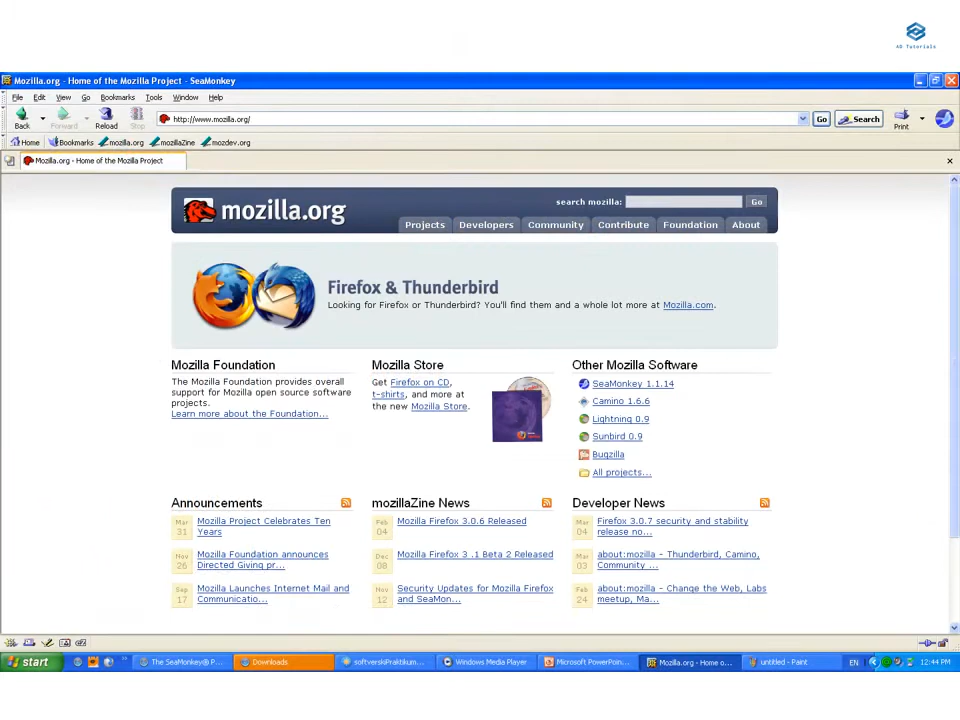 AD Tutorials
Mozilla.org - Home of the Mozilla Project - SeaMonkey
File Edit View Go Bookmarks Tools Window Help
Back Forward Reload Stop http://www.mozilla.org/ Go Search Print
Home Bookmarks mozilla.org mozillaZine mozdev.org
Mozilla.org - Home of the Mozilla Project
mozilla.org
search mozilla: Go
Projects Developers Community Contribute Foundation About
Firefox & Thunderbird
Looking for Firefox or Thunderbird? You'll find them and a whole lot more at Mozilla.com.
Mozilla Foundation
The Mozilla Foundation provides overall
support for Mozilla open source software
projects.
Learn more about the Foundation...
Mozilla Store
Get Firefox on CD,
t-shirts, and more at
the new Mozilla Store.
Other Mozilla Software
SeaMonkey 1.1.14
Camino 1.6.6
Lightning 0.9
Sunbird 0.9
Bugzilla
All projects...
Announcements
Mar 31 Mozilla Project Celebrates Ten
Years
Nov 26 Mozilla Foundation announces
Directed Giving pr...
Sep 17 Mozilla Launches Internet Mail and
Communicatio...
mozillaZine News
Feb 04 Mozilla Firefox 3.0.6 Released
Dec 08 Mozilla Firefox 3 .1 Beta 2 Released
Nov 12 Security Updates for Mozilla Firefox
and SeaMon...
Developer News
Mar 04 Firefox 3.0.7 security and stability
release no...
Mar 03 about:mozilla - Thunderbird, Camino,
Community ...
Feb 24 about:mozilla - Change the Web, Labs
meetup, Ma...
start The SeaMonkey® P... Downloads softverskiPraktikum... Windows Media Player Microsoft PowerPoin... Mozilla.org - Home o... untitled - Paint EN 12:44 PM